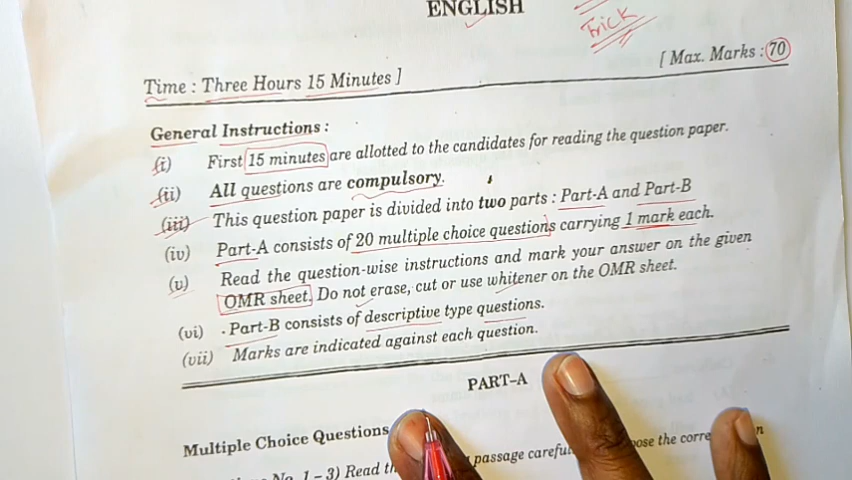 ENGLISH
Trick
[ Max. Marks : 70
Time : Three Hours 15 Minutes ]
General Instructions :
(i) First 15 minutes are allotted to the candidates for reading the question paper.
(ii) All questions are compulsory.
(iii) This question paper is divided into two parts : Part-A and Part-B
(iv) Part-A consists of 20 multiple choice questions carrying 1 mark each.
(v) Read the question-wise instructions and mark your answer on the given
OMR sheet. Do not erase, cut or use whitener on the OMR sheet.
(vi) Part-B consists of descriptive type questions.
(vii) Marks are indicated against each question.
PART-A
Multiple Choice Questions
No. 1 – 3) Read passage the